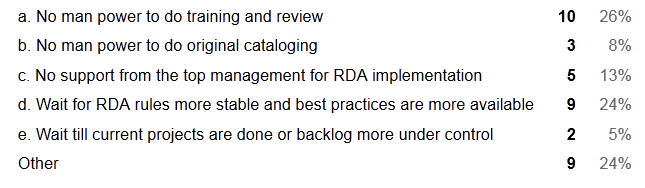 a. No man power to do training and review 10 26%
b. No man power to do original cataloging 3 8%
c. No support from the top management for RDA implementation 5 13%
d. Wait for RDA rules more stable and best practices are more available 9 24%
e. Wait till current projects are done or backlog more under control 2 5%
Other 9 24%